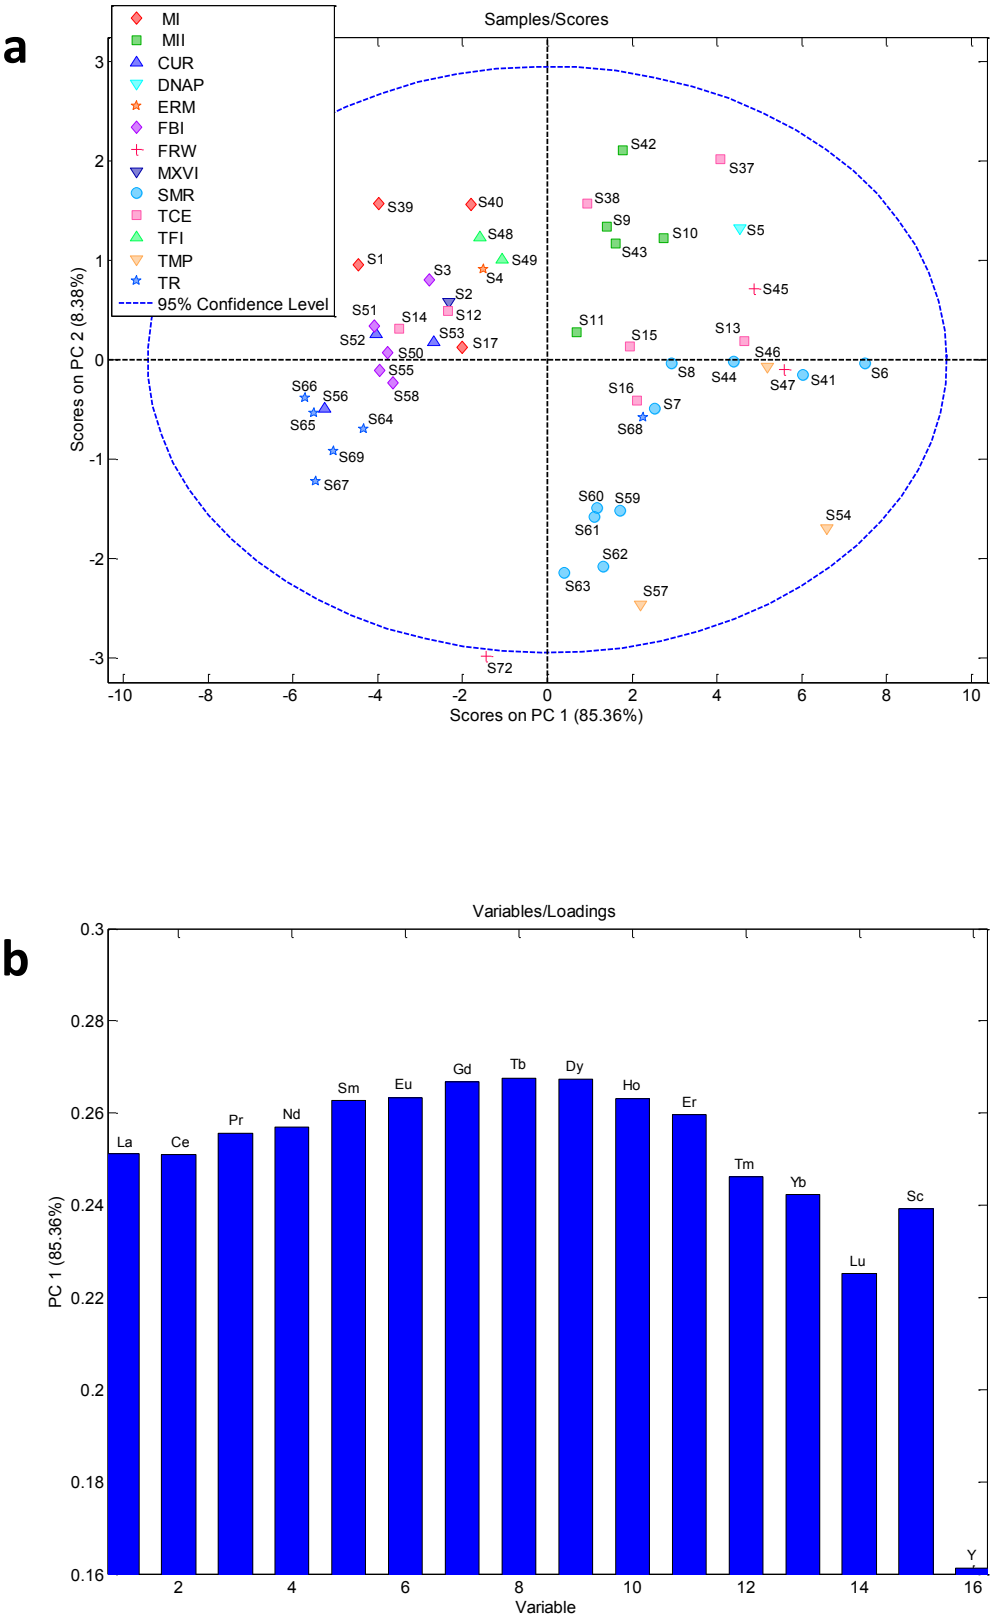 a
Samples/Scores
MI
MII
CUR
DNAP
ERM
FBI
FRW
MXVI
SMR
TCE
TFI
TMP
TR
95% Confidence Level
3
2
1
0
-1
-2
-3
Scores on PC 2 (8.38%)
S42
S37
S39
S40
S38
S9
S10
S5
S48
S43
S1
S49
S3
S4
S45
S2
S51
S14
S12
S11
S15
S13
S52
S53
S17
S50
S46
S8
S44
S47
S41
S6
S55
S58
S66
S56
S16
S7
S65
S64
S68
S69
S67
S60
S59
S61
S54
S62
S63
S57
S72
-10 -8 -6 -4 -2 0 2 4 6 8 10
Scores on PC 1 (85.36%)
b
Variables/Loadings
0.3
0.28
0.26
0.24
0.22
0.2
0.18
0.16
PC 1 (85.36%)
La Ce Pr Nd Sm Eu Gd Tb Dy Ho Er Tm Yb Lu Sc Y
2 4 6 8 10 12 14 16
Variable